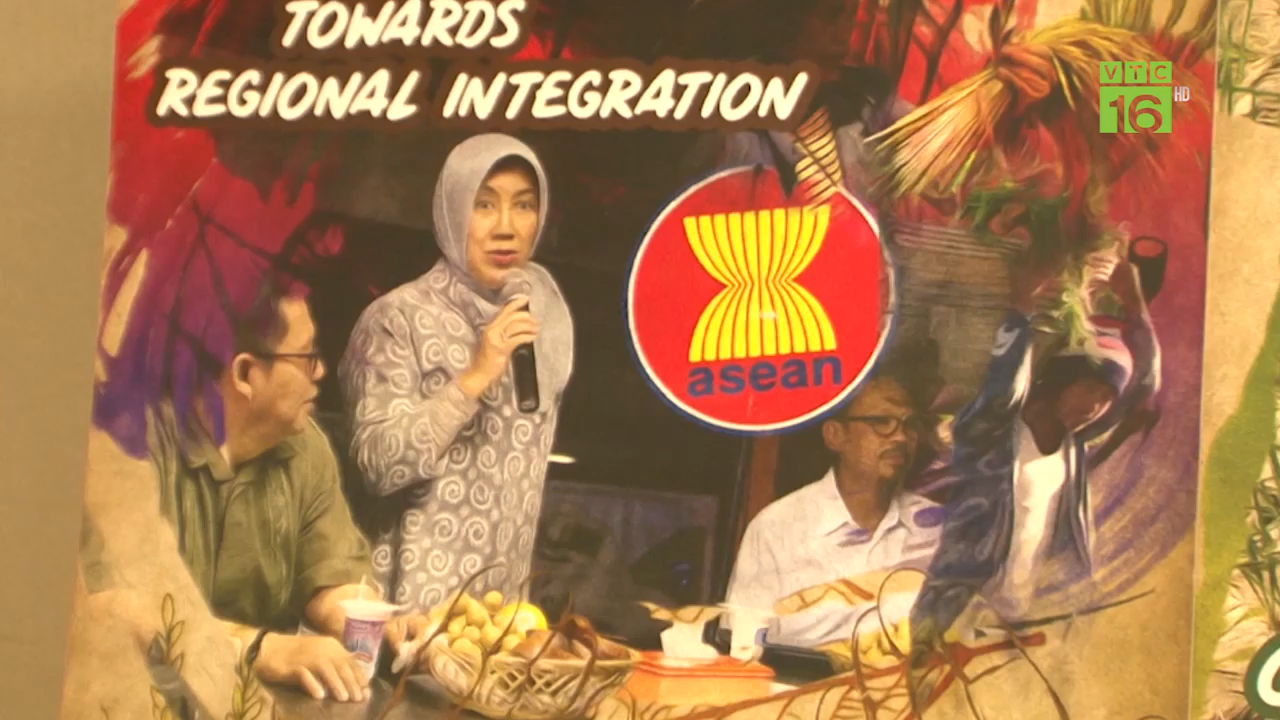 TOWARDS
REGIONAL INTEGRATION
VTC
16 HD
asean